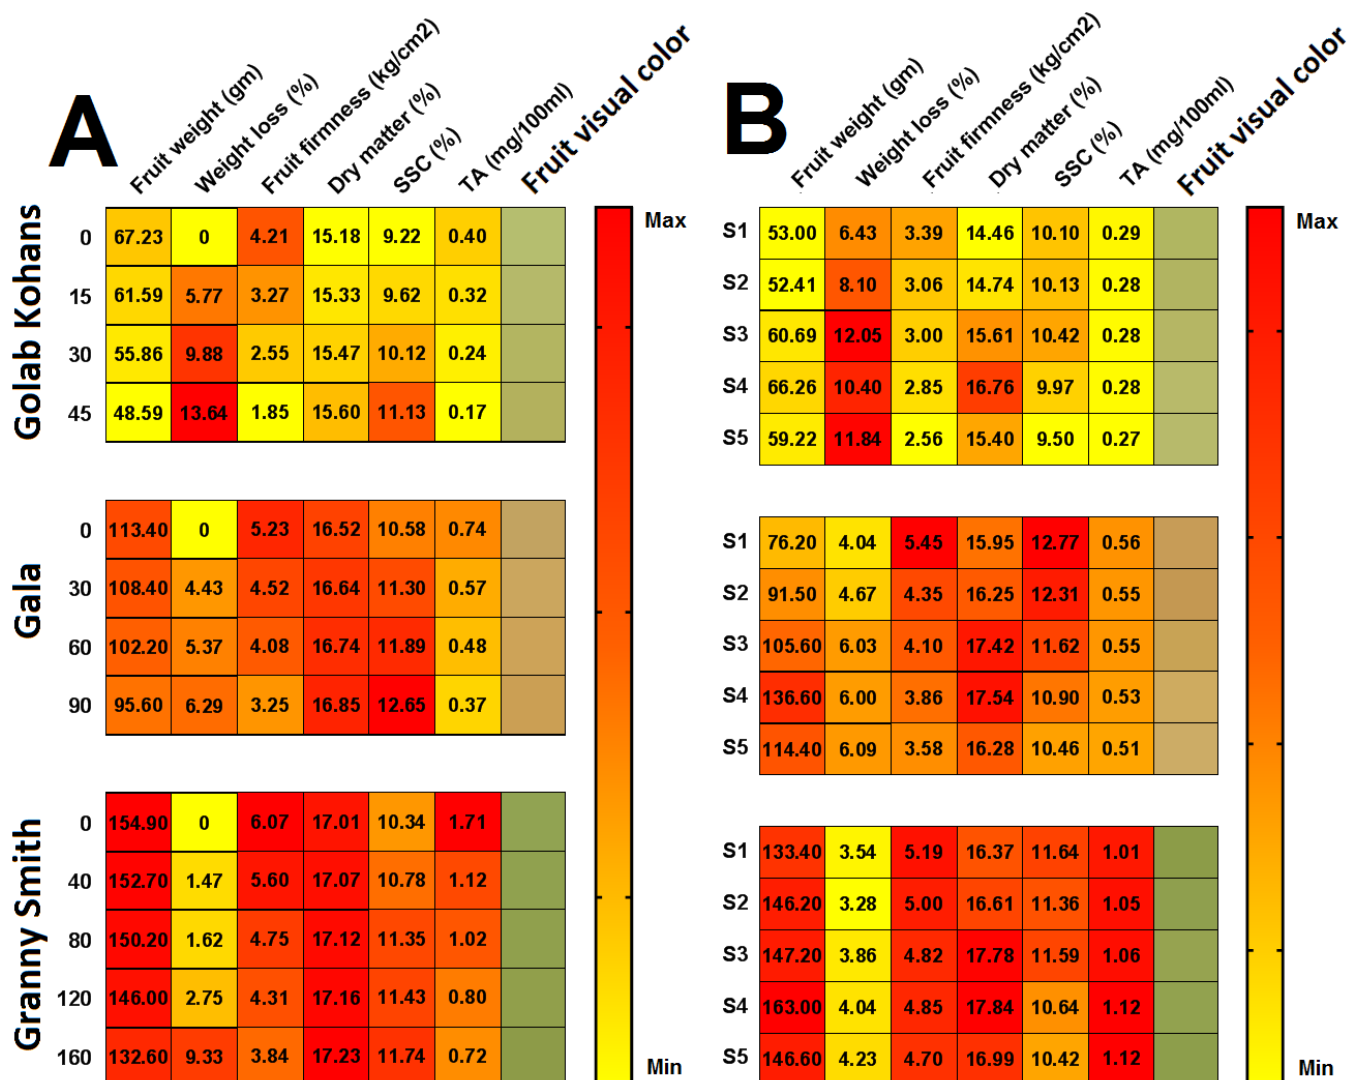 A
Fruit weight (gm)
Weight loss (%)
Fruit firmness (kg/cm2)
Dry matter (%)
SSC (%)
TA (mg/100ml)
Fruit visual color
Golab Kohans
0 67.23 0 4.21 15.18 9.22 0.40
15 61.59 5.77 3.27 15.33 9.62 0.32
30 55.86 9.88 2.55 15.47 10.12 0.24
45 48.59 13.64 1.85 15.60 11.13 0.17
Gala
0 113.40 0 5.23 16.52 10.58 0.74
30 108.40 4.43 4.52 16.64 11.30 0.57
60 102.20 5.37 4.08 16.74 11.89 0.48
90 95.60 6.29 3.25 16.85 12.65 0.37
Granny Smith
0 154.90 0 6.07 17.01 10.34 1.71
40 152.70 1.47 5.60 17.07 10.78 1.12
80 150.20 1.62 4.75 17.12 11.35 1.02
120 146.00 2.75 4.31 17.16 11.43 0.80
160 132.60 9.33 3.84 17.23 11.74 0.72
Max
Min
B
Fruit weight (gm)
Weight loss (%)
Fruit firmness (kg/cm2)
Dry matter (%)
SSC (%)
TA (mg/100ml)
Fruit visual color
S1 53.00 6.43 3.39 14.46 10.10 0.29
S2 52.41 8.10 3.06 14.74 10.13 0.28
S3 60.69 12.05 3.00 15.61 10.42 0.28
S4 66.26 10.40 2.85 16.76 9.97 0.28
S5 59.22 11.84 2.56 15.40 9.50 0.27
S1 76.20 4.04 5.45 15.95 12.77 0.56
S2 91.50 4.67 4.35 16.25 12.31 0.55
S3 105.60 6.03 4.10 17.42 11.62 0.55
S4 136.60 6.00 3.86 17.54 10.90 0.53
S5 114.40 6.09 3.58 16.28 10.46 0.51
S1 133.40 3.54 5.19 16.37 11.64 1.01
S2 146.20 3.28 5.00 16.61 11.36 1.05
S3 147.20 3.86 4.82 17.78 11.59 1.06
S4 163.00 4.04 4.85 17.84 10.64 1.12
S5 146.60 4.23 4.70 16.99 10.42 1.12
Max
Min